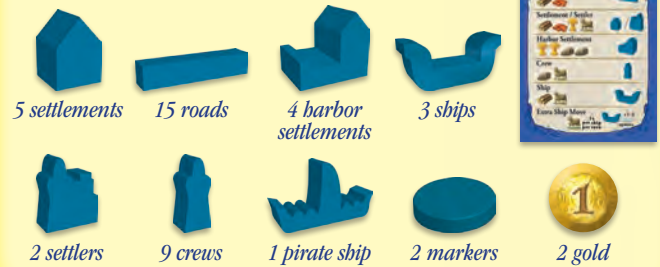 Settlement / Settler
Harbor Settlement
Crew
Ship
Extra Ship Move
5 settlements
15 roads
4 harbor
settlements
3 ships
2 settlers
9 crews
1 pirate ship
2 markers
1
2 gold